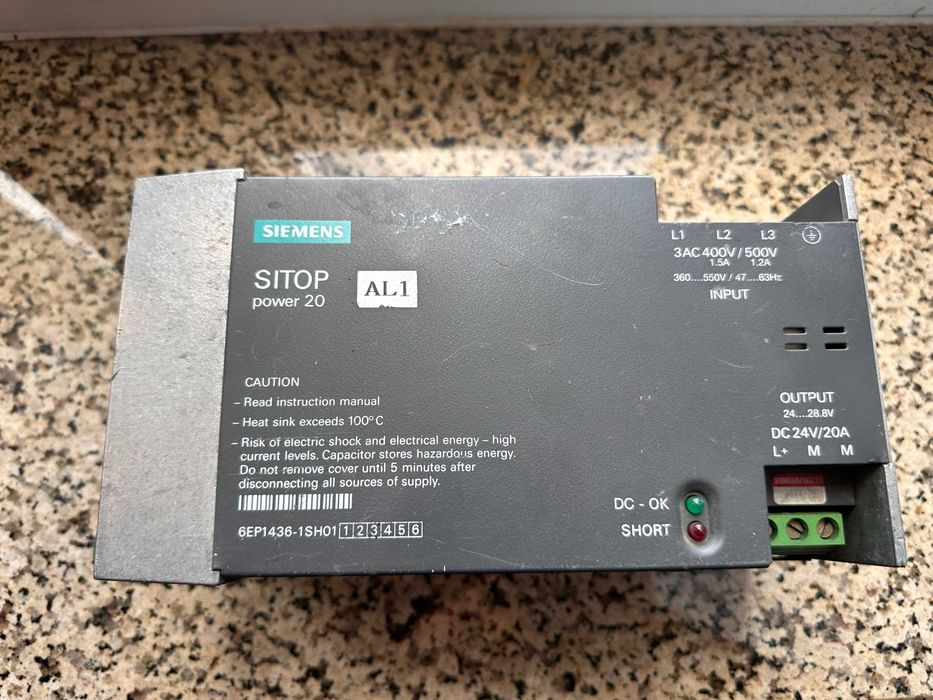 SIEMENS
SITOP
power 20
AL1
CAUTION
– Read instruction manual
– Heat sink exceeds 100°C
– Risk of electric shock and electrical energy – high
current levels. Capacitor stores hazardous energy.
Do not remove cover until 5 minutes after
disconnecting all sources of supply.
6EP1436-1SH01 1 2 3 4 5 6
L1 L2 L3
3AC 400V/500V
1.5A 1.2A
360....550V / 47....63Hz
INPUT
OUTPUT
24....28.8V
DC 24V/20A
L+ M M
DC - OK
SHORT